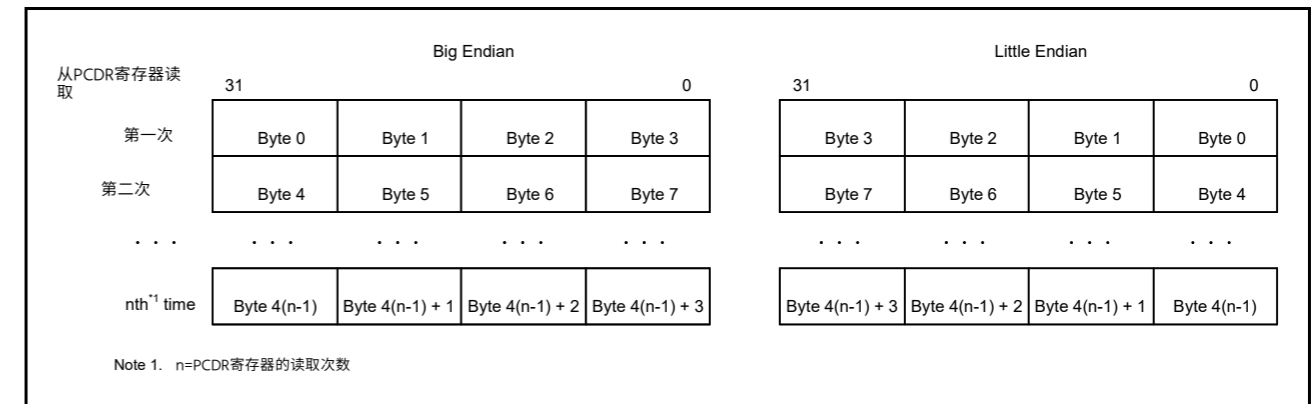 Big Endian Little Endian
从PCDR寄存器读
取
31 0 31 0
第一次 Byte 0 Byte 1 Byte 2 Byte 3 Byte 3 Byte 2 Byte 1 Byte 0
第二次 Byte 4 Byte 5 Byte 6 Byte 7 Byte 7 Byte 6 Byte 5 Byte 4
. . . . . . . . . . . . . . . . . . . . . . . . . . .
nth*1 time Byte 4(n-1) Byte 4(n-1) + 1 Byte 4(n-1) + 2 Byte 4(n-1) + 3 Byte 4(n-1) + 3 Byte 4(n-1) + 2 Byte 4(n-1) + 1 Byte 4(n-1)
Note 1. n=PCDR寄存器的读取次数